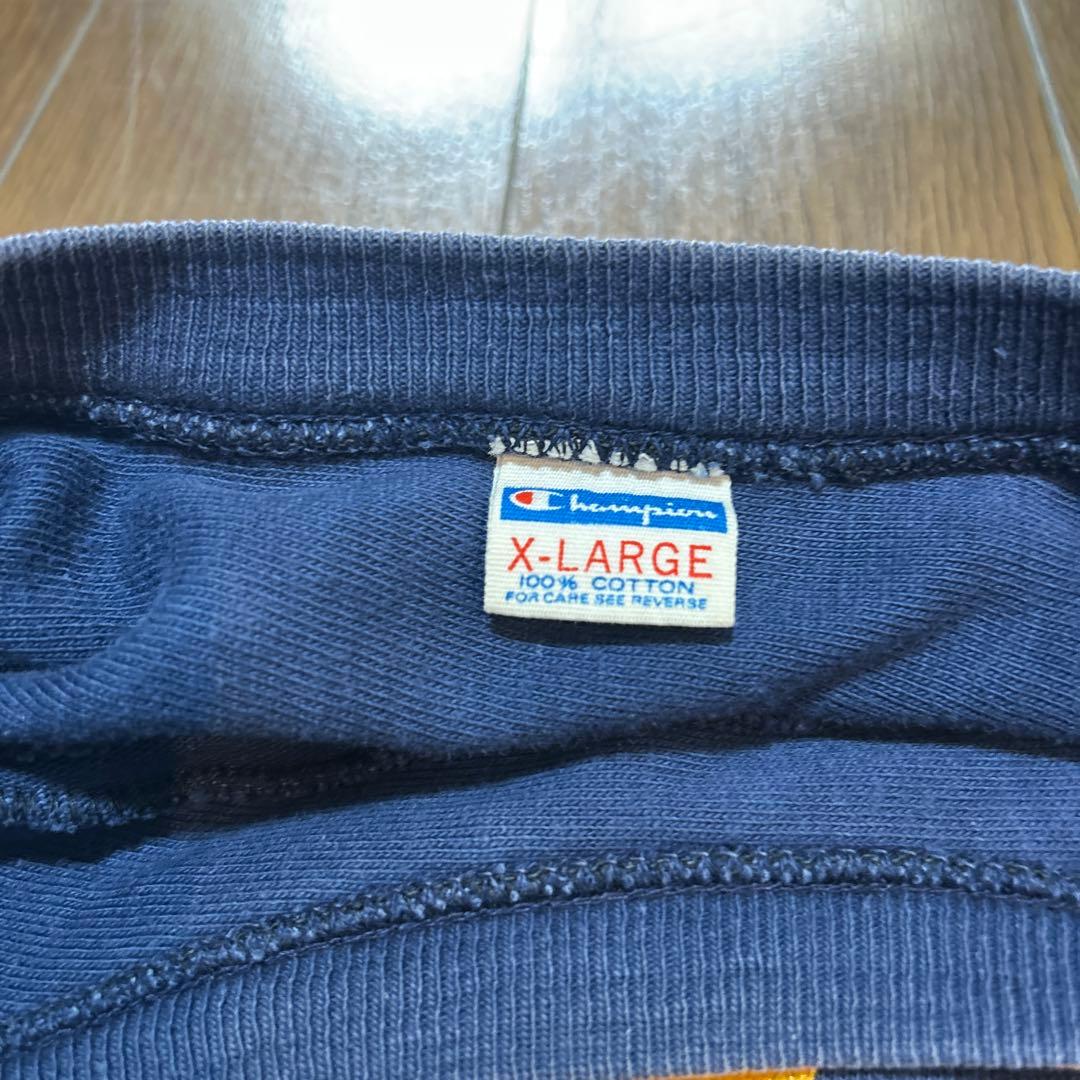 Champion
X-LARGE
100% COTTON
FOR CARE SEE REVERSE